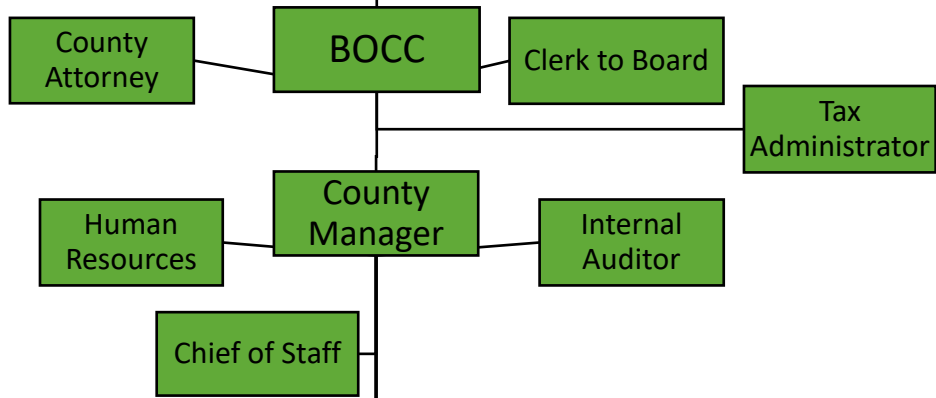 County
Attorney
BOCC
Clerk to Board
Tax
Administrator
County
Manager
Human
Resources
Internal
Auditor
Chief of Staff